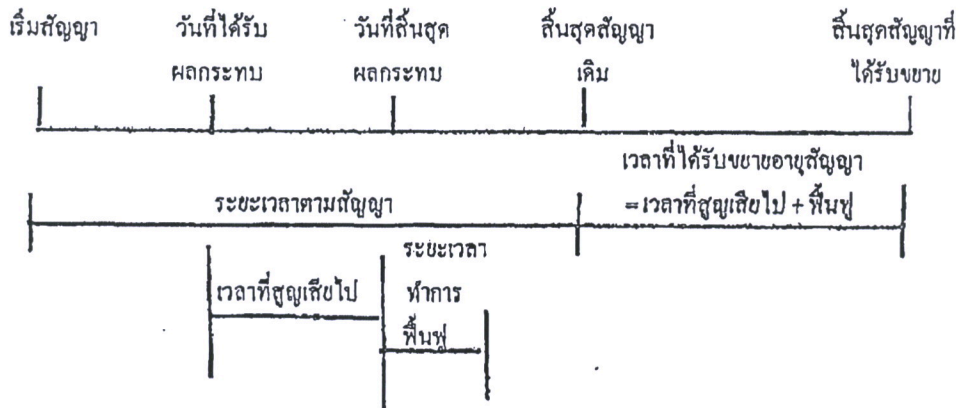 เริ่มสัญญา วันที่ได้รับ วันที่สิ้นสุด สิ้นสุดสัญญา สิ้นสุดสัญญาที่
ผลกระทบ ผลกระทบ เดิม ได้รับขยาย
เวลาที่ได้รับขยายอายุสัญญา
ระยะเวลาตามสัญญา =เวลาที่สูญเสียไป + ฟื้นฟู
ระยะเวลา
เวลาที่สูญเสียไป ทำการ
ฟื้นฟู